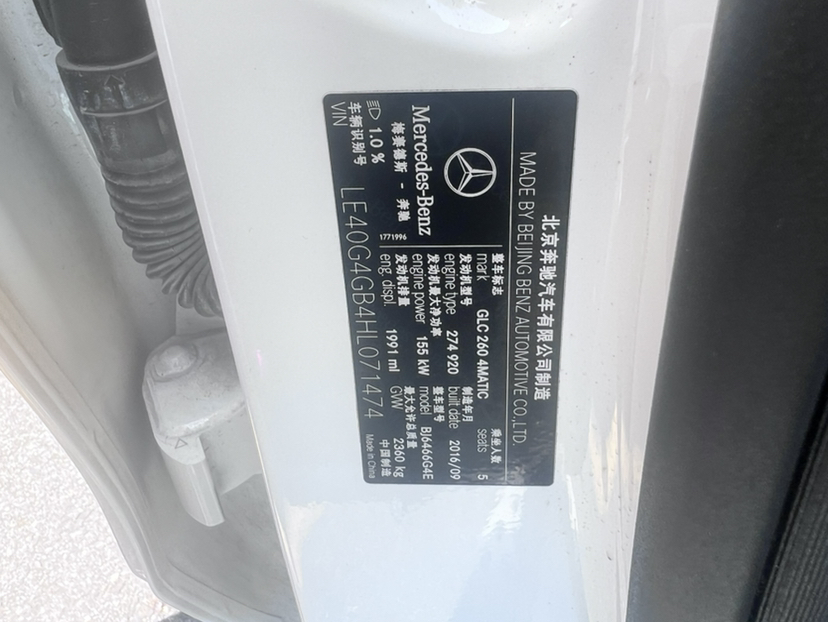 北京奔驰汽车有限公司制造
MADE BY BEIJING BENZ AUTOMOTIVE CO.,LTD.
Mercedes-Benz
梅赛德斯 - 奔驰
1.0 %
1771996
整车标志
mark GLC 260 4MATIC
乘坐人数
seats 5
发动机型号
engine type 274 920
制造年月
built date 2016/09
发动机最大净功率
engine power 155 kW
整车型号
model BJ6466G4E
发动机排量
eng. displ. 1991 ml
最大允许总质量
GVW 2360 kg
车辆识别号
VIN LE40G4GB4HL071474
中国制造
Made in China